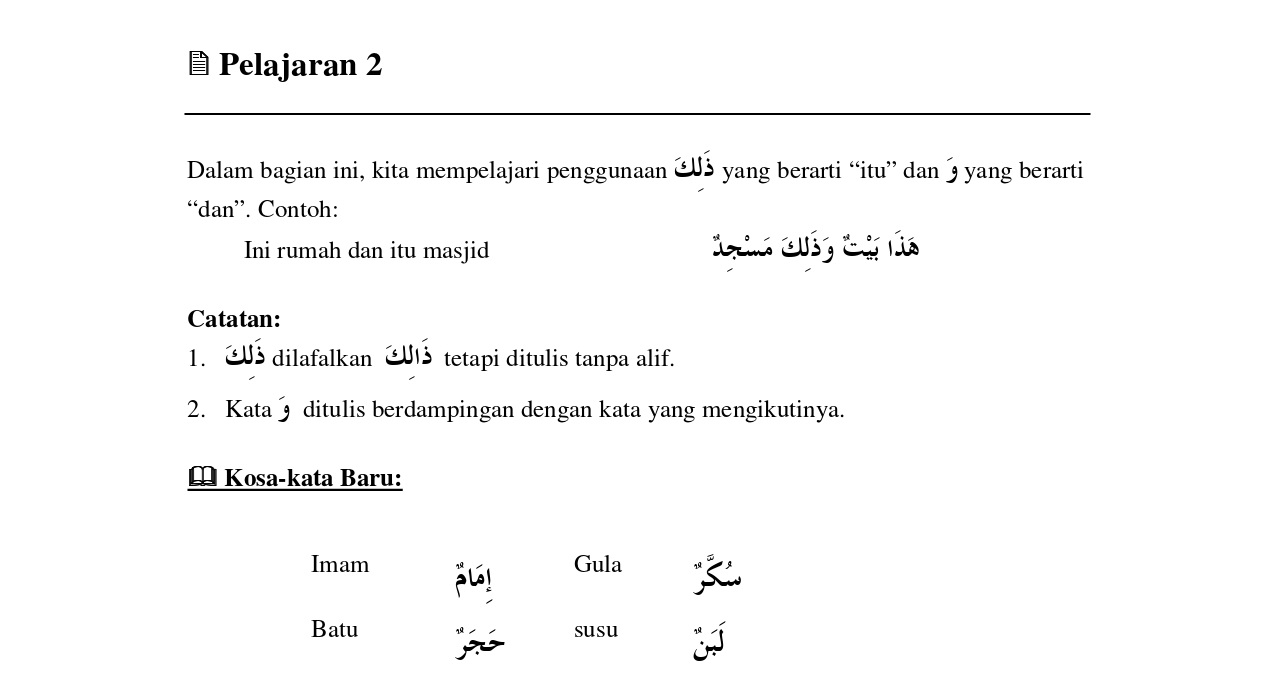 Pelajaran 2
Dalam bagian ini, kita mempelajari penggunaan ذَلِكَ yang berarti “itu” dan وَ yang berarti
“dan”. Contoh:
Ini rumah dan itu masjid هَذَا بَيْتٌ وَذَلِكَ مَسْجِدٌ
Catatan:
1. ذَلِكَ dilafalkan ذَالِكَ tetapi ditulis tanpa alif.
2. Kata وَ ditulis berdampingan dengan kata yang mengikutinya.
Kosa-kata Baru:
Imam إِمَامٌ Gula سُكَّرٌ
Batu حَجَرٌ susu لَبَنٌ